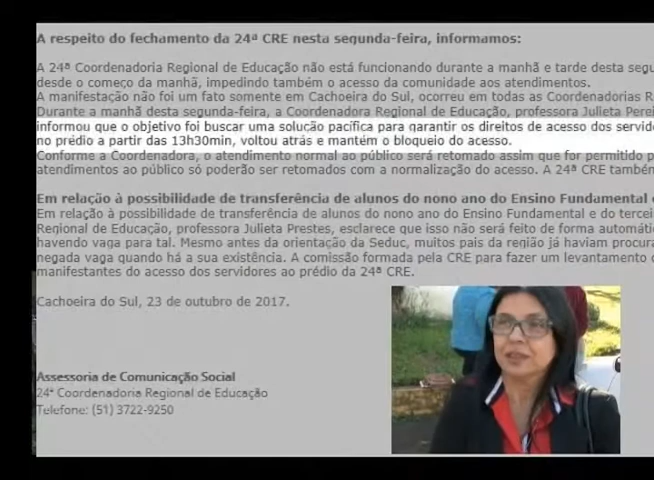 A respeito do fechamento da 24ª CRE nesta segunda-feira, informamos:
A 24ª Coordenadoria Regional de Educação não está funcionando durante a manhã e tarde desta segu
desde o começo da manhã, impedindo também o acesso da comunidade aos atendimentos.
A manifestação não foi um fato somente em Cachoeira do Sul, ocorreu em todas as Coordenadorias R
Durante a manhã desta segunda-feira, a Coordenadora Regional de Educação, professora Julieta Perei
informou que o objetivo foi buscar uma solução pacífica para garantir os direitos de acesso dos servido
no prédio a partir das 13h30min, voltou atrás e mantém o bloqueio do acesso.
Conforme a Coordenadora, o atendimento normal ao público será retomado assim que for permitido p
atendimentos ao público só poderão ser retomados com a normalização do acesso. A 24ª CRE também
Em relação à possibilidade de transferência de alunos do nono ano do Ensino Fundamental e
Em relação à possibilidade de transferência de alunos do nono ano do Ensino Fundamental e do tercei
Regional de Educação, professora Julieta Prestes, esclarece que isso não será feito de forma automátic
havendo vaga para tal. Mesmo antes da orientação da Seduc, muitos pais da região já haviam procura
negada vaga quando há a sua existência. A comissão formada pela CRE para fazer um levantamento d
manifestantes do acesso dos servidores ao prédio da 24ª CRE.
Cachoeira do Sul, 23 de outubro de 2017.
Assessoria de Comunicação Social
24ª Coordenadoria Regional de Educação
Telefone: (51) 3722-9250